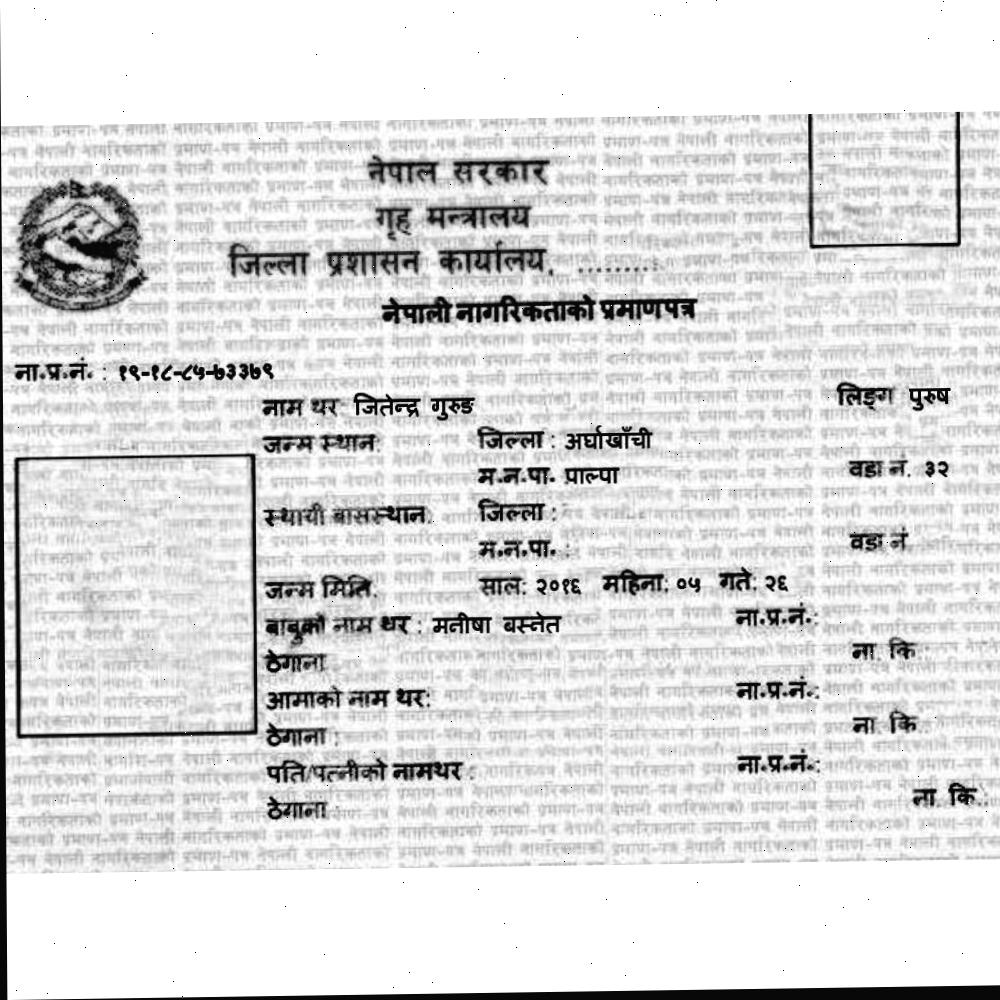 नेपाल सरकार
गृह मन्त्रालय
जिल्ला प्रशासन कार्यालय, .........
नेपाली नागरिकताको प्रमाणपत्र
ना.प्र.नं. : १९-१८-८५-७३३७९
नाम थर जितेन्द्र गुरुङ लिङ्ग पुरुष
जन्म स्थान: जिल्ला : अर्घाखाँची
म.न.पा. पाल्पा वडा नं. ३२
स्थायी बासस्थान: जिल्ला :
म.न.पा. : वडा नं
जन्म मिति: साल: २०१६ महिना: ०५ गते: २६
बाबुको नाम थर : मनीषा बस्नेत ना.प्र.नं.:
ठेगाना ना. कि.:
आमाको नाम थर: ना.प्र.नं.:
ठेगाना : ना. कि.
पति/पत्नीको नामथर : ना.प्र.नं.:
ठेगाना : ना. कि.: